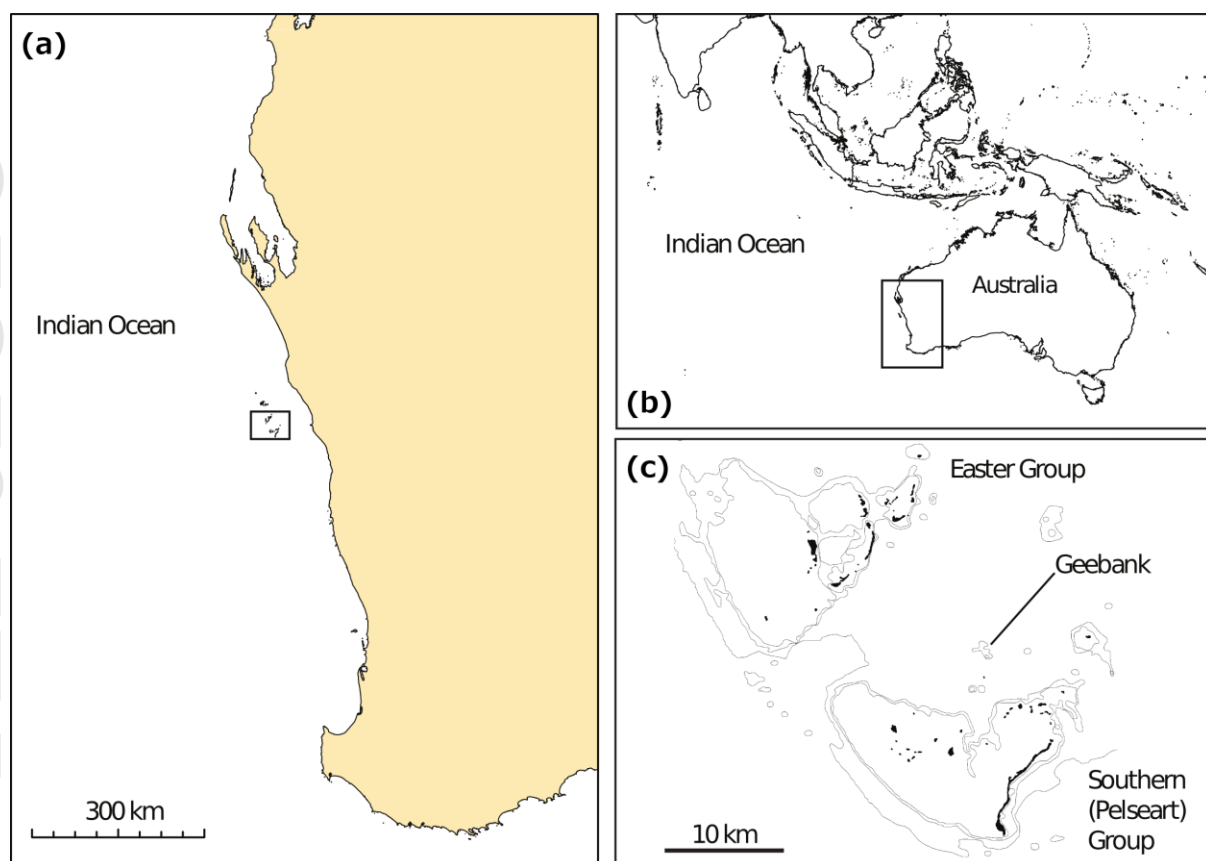 (a)
Indian Ocean
300 km
(b)
Indian Ocean
Australia
(c)
Easter Group
Geebank
Southern
(Pelseart)
Group
10 km